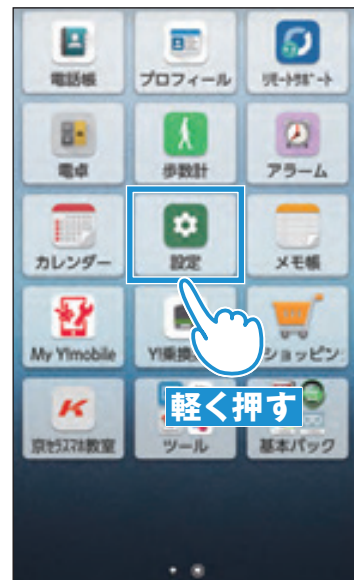 電話帳
プロフィール
リモートサポート
電卓
歩数計
アラーム
カレンダー
設定
メモ帳
My Y!mobile
Y!乗換
ショッピン
軽く押す
京セラスマホ教室
ツール
基本パック